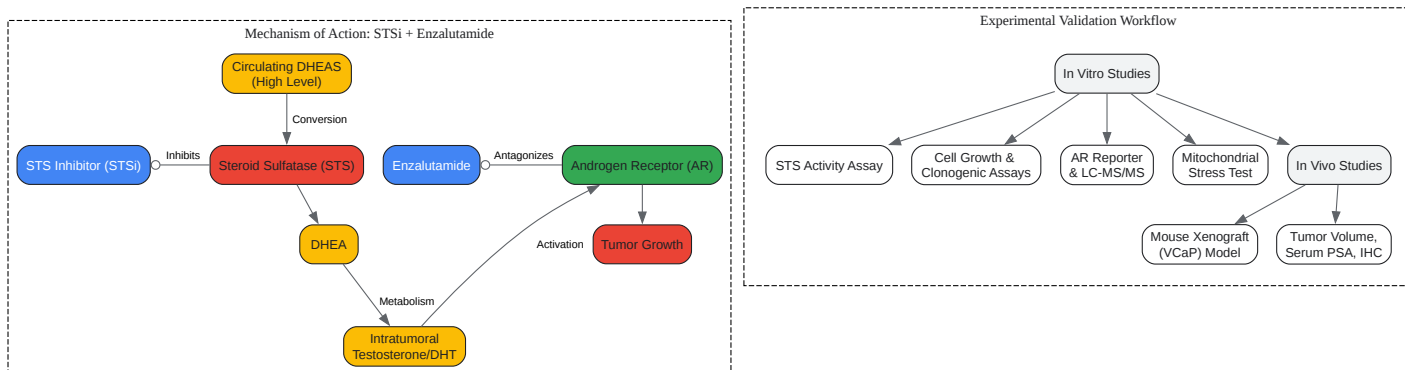 Mechanism of Action: STSi + Enzalutamide
Circulating DHEAS
(High Level)
Conversion
STS Inhibitor (STSi)
Inhibits
Steroid Sulfatase (STS)
Enzalutamide
Antagonizes
Androgen Receptor (AR)
DHEA
Activation
Tumor Growth
Metabolism
Intratumoral
Testosterone/DHT
Experimental Validation Workflow
In Vitro Studies
STS Activity Assay
Cell Growth &
Clonogenic Assays
AR Reporter
& LC-MS/MS
Mitochondrial
Stress Test
In Vivo Studies
Mouse Xenograft
(VCaP) Model
Tumor Volume,
Serum PSA, IHC